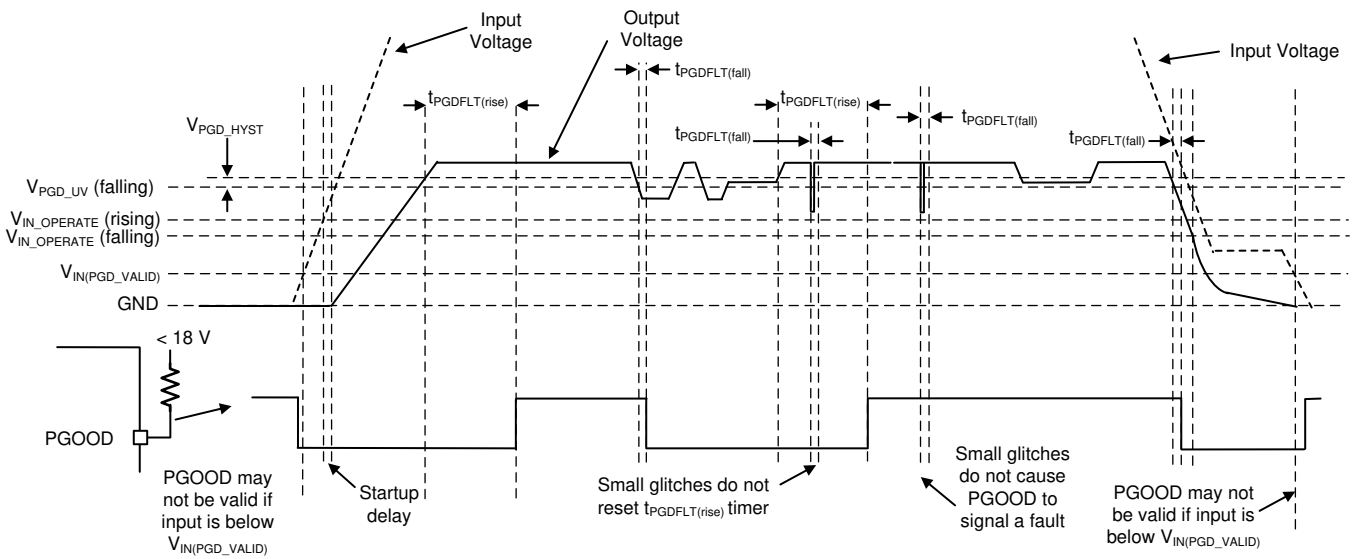 Input
Voltage
Output
Voltage
Input Voltage
tPGDFLT(fall)
tPGDFLT(rise)
tPGDFLT(rise)
tPGDFLT(fall)
tPGDFLT(fall)
tPGDFLT(fall)
VPGD_HYST
VPGD_UV (falling)
VIN_OPERATE (rising)
VIN_OPERATE (falling)
VIN(PGD_VALID)
GND
< 18 V
PGOOD
PGOOD may
not be valid if
input is below
VIN(PGD_VALID)
Startup
delay
Small glitches do not
reset tPGDFLT(rise) timer
Small glitches
do not cause
PGOOD to
signal a fault
PGOOD may not
be valid if input is
below VIN(PGD_VALID)